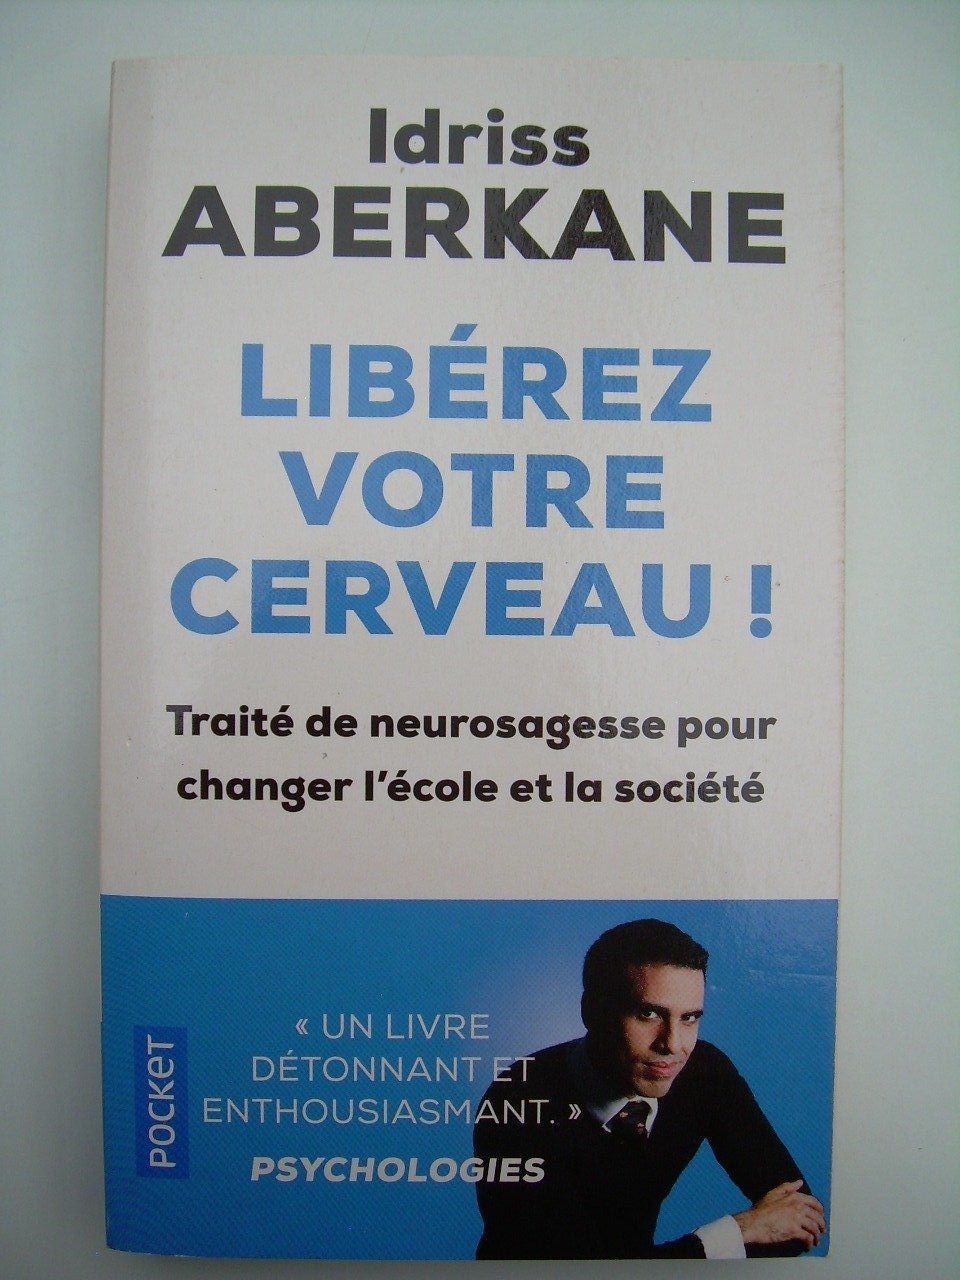 Idriss
ABERKANE
LIBÉREZ
VOTRE
CERVEAU !
Traité de neurosagesse pour
changer l'école et la société
« UN LIVRE
DÉTONNANT ET
ENTHOUSIASMANT. »
PSYCHOLOGIES
POCKET